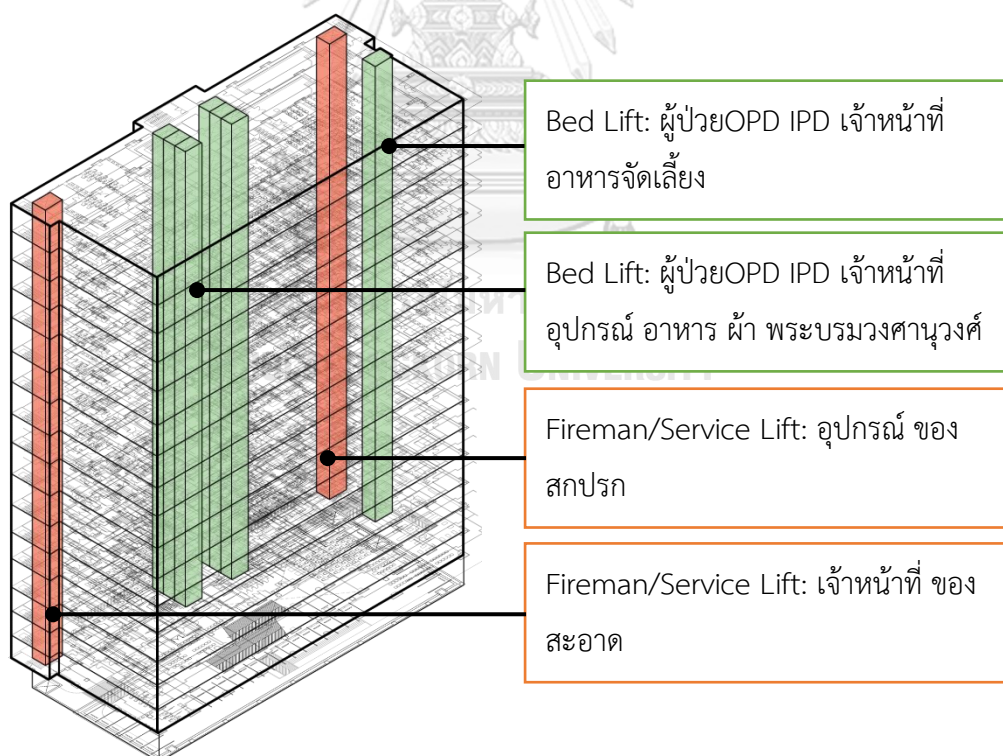 Bed Lift: ผู้ป่วยOPD IPD เจ้าหน้าที่
อาหารจัดเลี้ยง
Bed Lift: ผู้ป่วยOPD IPD เจ้าหน้าที่
อุปกรณ์ อาหาร ผ้า พระบรมวงศานุวงศ์
Fireman/Service Lift: อุปกรณ์ ของ
สกปรก
Fireman/Service Lift: เจ้าหน้าที่ ของ
สะอาด